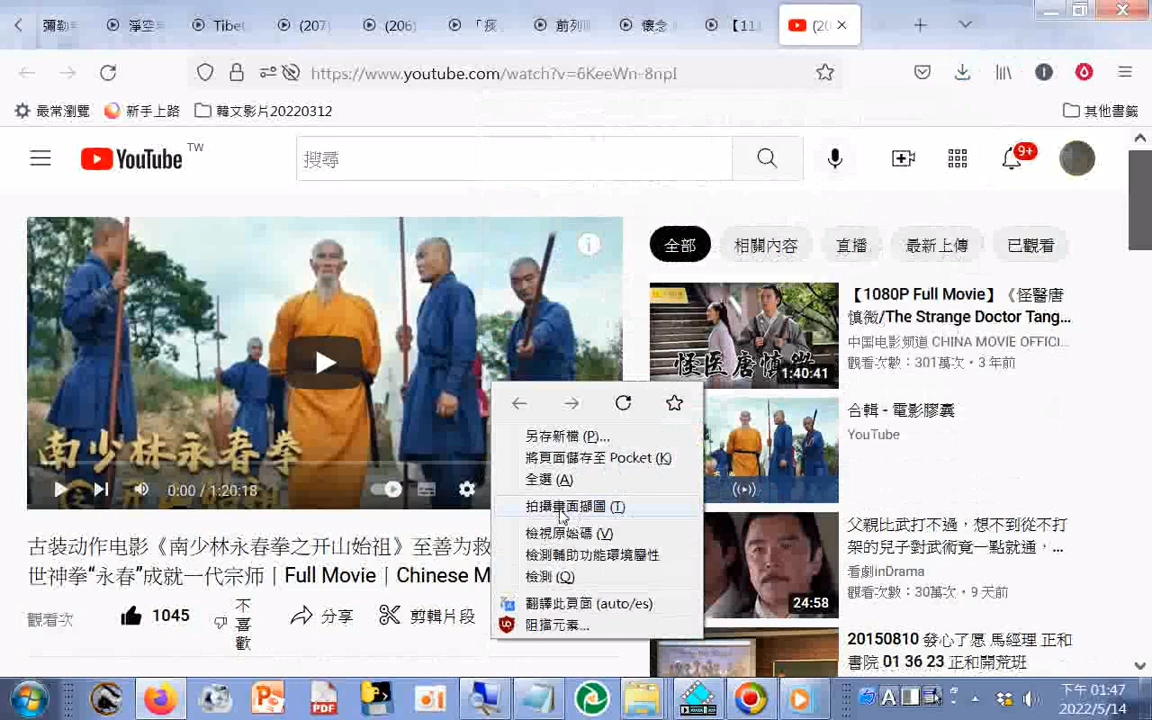 彌勒
淨空
Tibe
(207
(206
「疫
前列
懷念
【11
(20
https://www.youtube.com/watch?v=6KeeWn-8npI
最常瀏覽
新手上路
韓文影片20220312
其他書籤
YouTube TW
搜尋
9+
南少林永春拳
0:00 / 1:20:18
古装动作电影《南少林永春拳之开山始祖》至善为救
世神拳“永春”成就一代宗师｜Full Movie｜Chinese M
觀看次
1045
不喜歡
分享
剪輯片段
另存新檔 (P)...
將頁面儲存至 Pocket (K)
全選 (A)
拍攝畫面擷圖 (T)
檢視原始碼 (V)
檢測輔助功能環境屬性
檢測 (Q)
翻譯此頁面 (auto/es)
阻擋元素...
全部
相關內容
直播
最新上傳
已觀看
怪医唐慎微
1:40:41
【1080P Full Movie】《怪醫唐
慎微/The Strange Doctor Tang...
中国电影频道 CHINA MOVIE OFFICI...
觀看次數：301萬次・3 年前
合輯 - 電影膠囊
YouTube
24:58
父親比武打不過，想不到從不打
架的兒子對武術竟一點就通，...
看劇inDrama
觀看次數：30萬次・9 天前
20150810 發心了愿 馬經理 正和
書院 01 36 23 正和開荒班
PDF
A
下午 01:47
2022/5/14